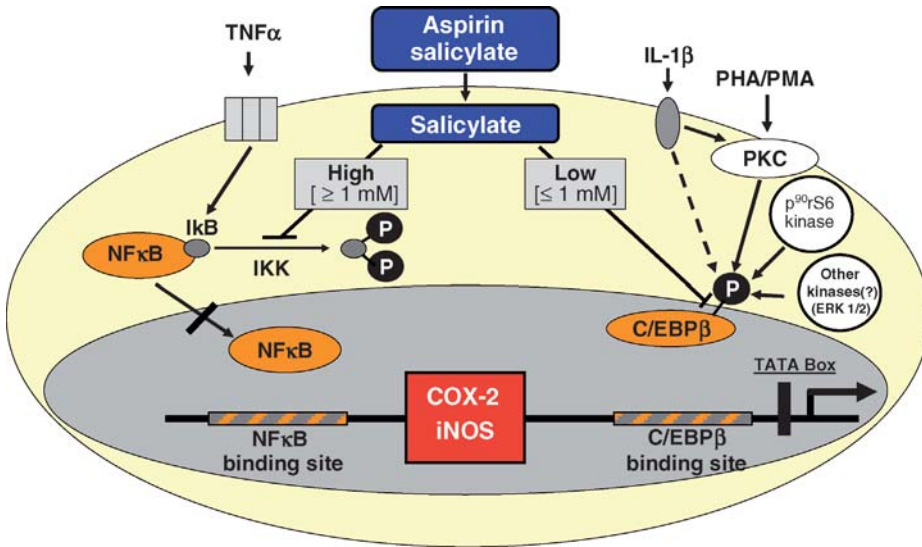 TNFα
Aspirin
salicylate
IL-1β
PHA/PMA
Salicylate
PKC
High
[ ≥ 1 mM]
Low
[≤ 1 mM]
p⁹⁰rS6
kinase
IkB
P
NFκB
IKK
P
P
Other
kinases(?)
(ERK 1/2)
C/EBPβ
NFκB
TATA Box
COX-2
iNOS
NFκB
binding site
C/EBPβ
binding site